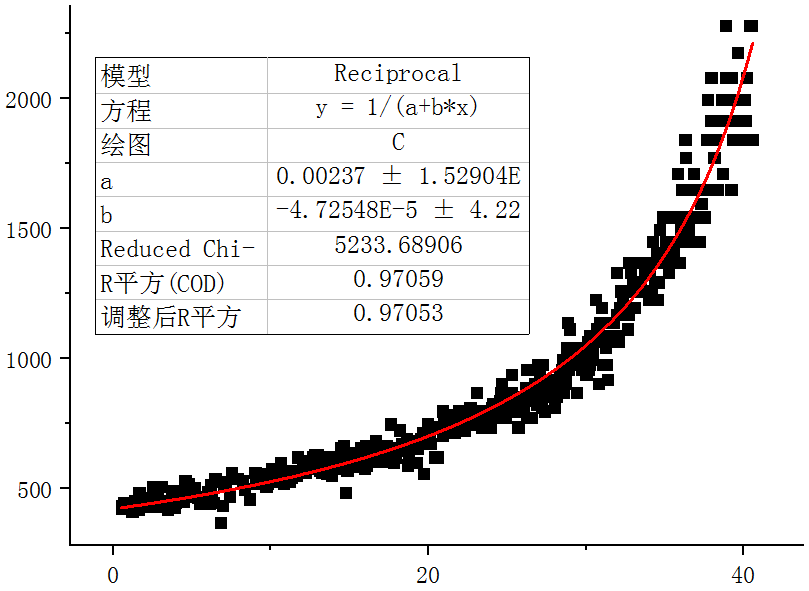 2000
1500
1000
500
0 20 40
模型 Reciprocal
方程 y = 1/(a+b*x)
绘图 C
a 0.00237 ± 1.52904E
b -4.72548E-5 ± 4.22
Reduced Chi- 5233.68906
R平方(COD) 0.97059
调整后R平方 0.97053